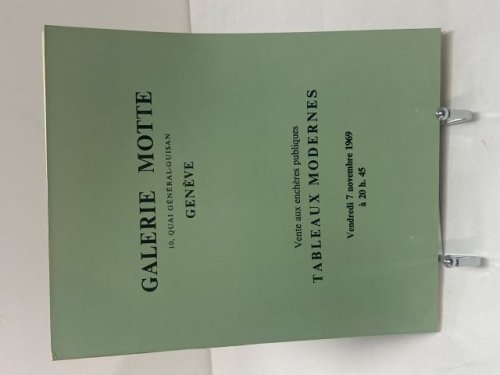 GALERIE MOTTE
10, QUAI GÉNÉRAL-GUISAN
GENÈVE
Vente aux enchères publiques
TABLEAUX MODERNES
Vendredi 7 novembre 1969
à 20 h. 45